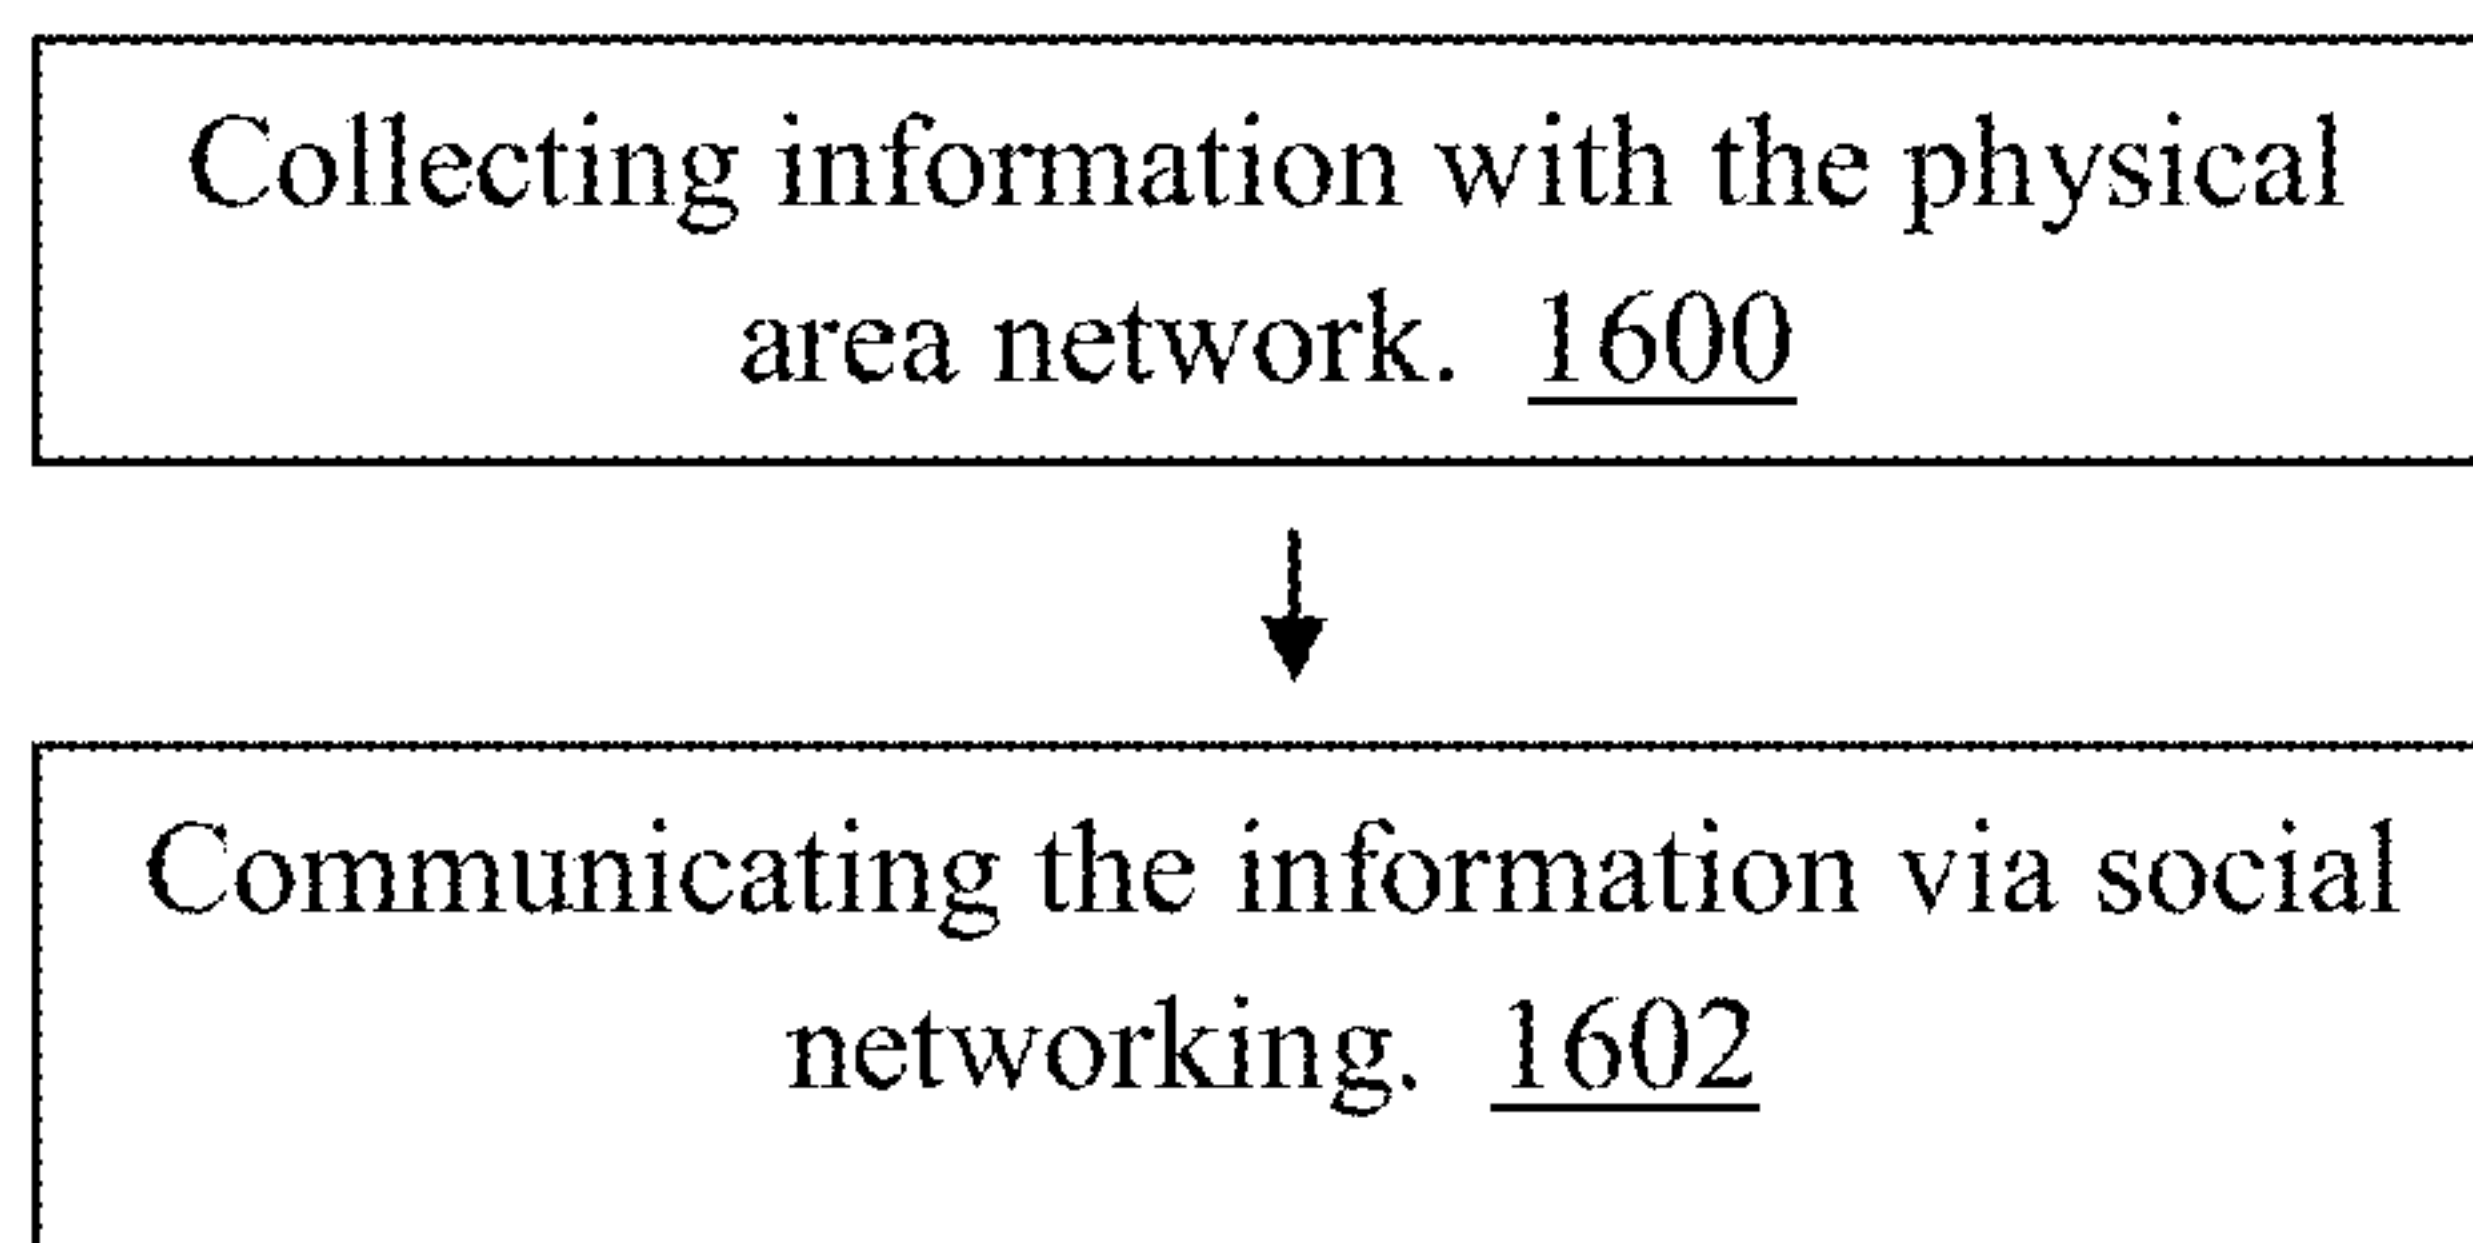 Collecting information with the physical
area network. 1600
Communicating the information via social
networking. 1602